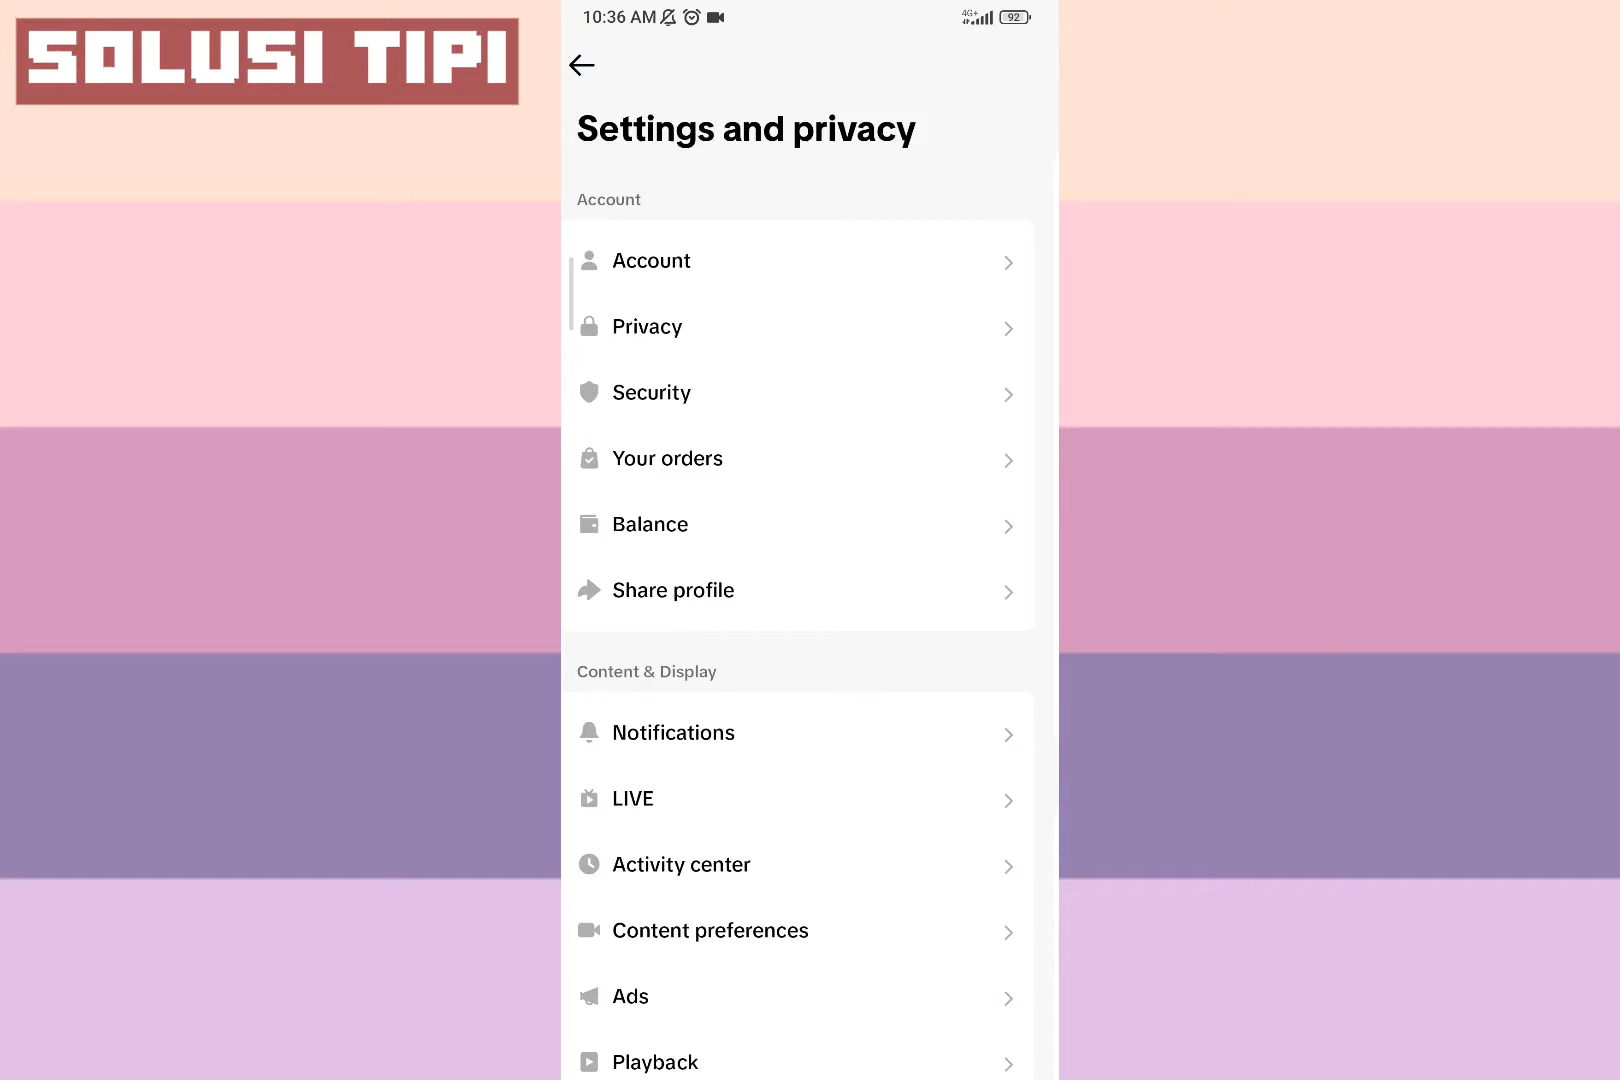 SOLUSI TIPI
10:36 AM
4G+
92
Settings and privacy
Account
Account
Privacy
Security
Your orders
Balance
Share profile
Content & Display
Notifications
LIVE
Activity center
Content preferences
Ads
Playback